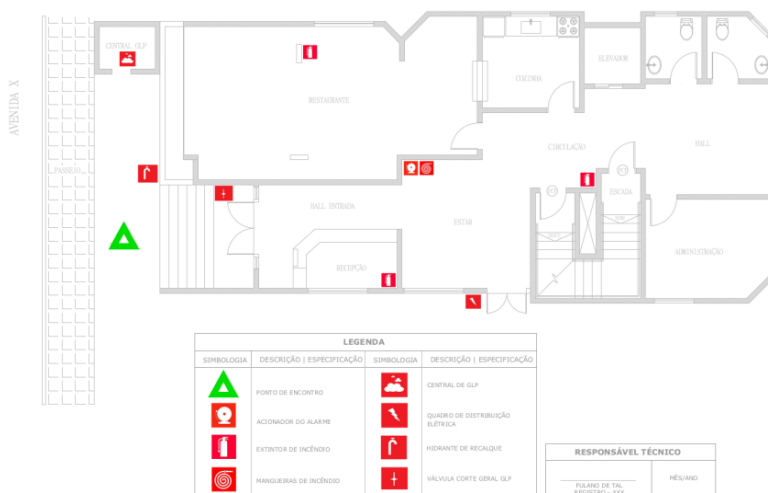 CENTRAL GLP
AVENIDA X
PASSEIO
RESTAURANTE
COZINHA
ELEVADOR
CIRCULAÇÃO
HALL
ESCADA
HALL ENTRADA
ESTAR
RECEPÇÃO
ADMINISTRAÇÃO
LEGENDA
SIMBOLOGIA DESCRIÇÃO | ESPECIFICAÇÃO SIMBOLOGIA DESCRIÇÃO | ESPECIFICAÇÃO
PONTO DE ENCONTRO
CENTRAL DE GLP
ACIONADOR DO ALARME
QUADRO DE DISTRIBUIÇÃO
ELÉTRICA
EXTINTOR DE INCÊNDIO
HIDRANTE DE RECALQUE
MANGUEIRAS DE INCÊNDIO
VÁLVULA CORTE GERAL GLP
RESPONSÁVEL TÉCNICO
MÊS/ANO
FULANO DE TAL
REGISTRO - XXX